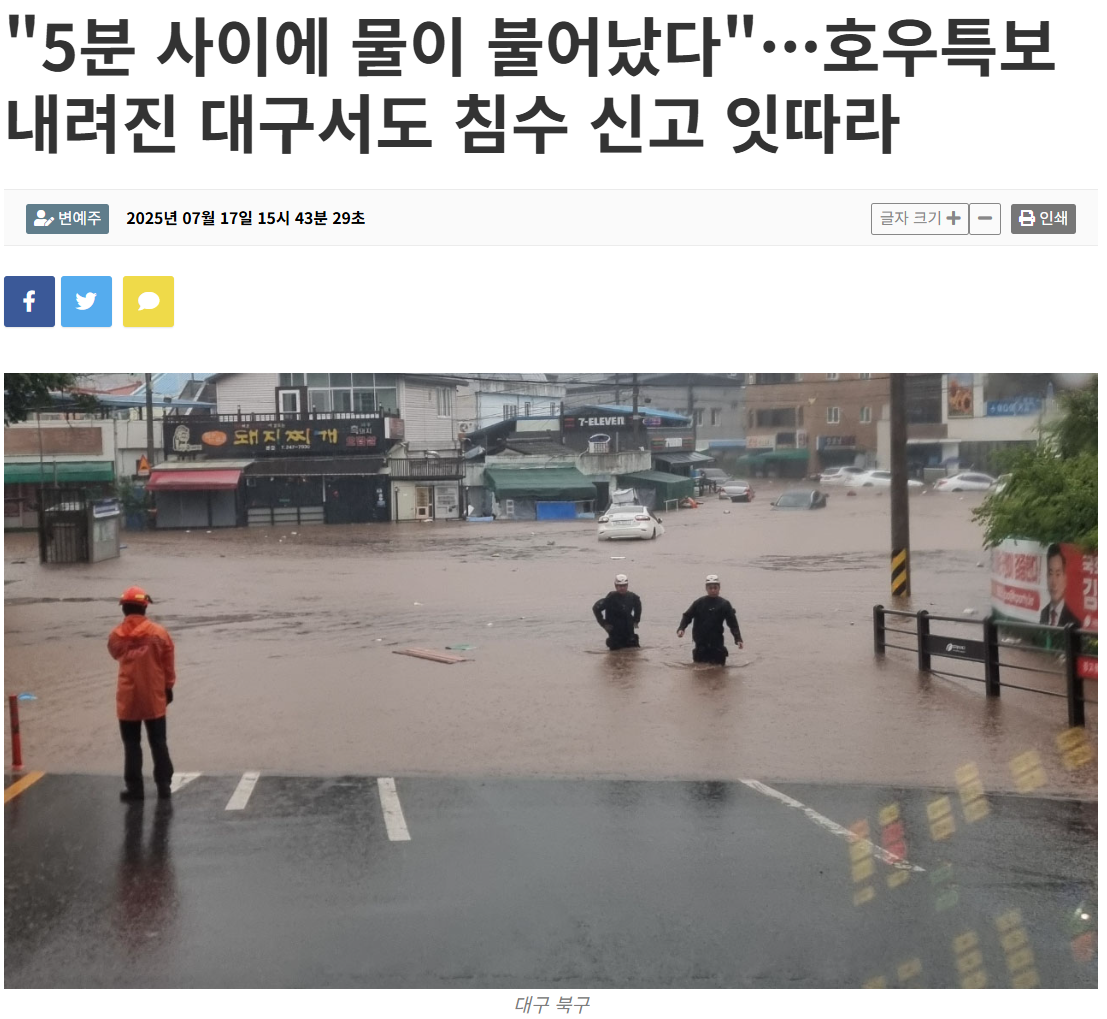 "5분 사이에 물이 불어났다"…호우특보
내려진 대구서도 침수 신고 잇따라
변예주 2025년 07월 17일 15시 43분 29초
글자 크기
인쇄
돼지찌개
7-ELEVEN
대구 북구